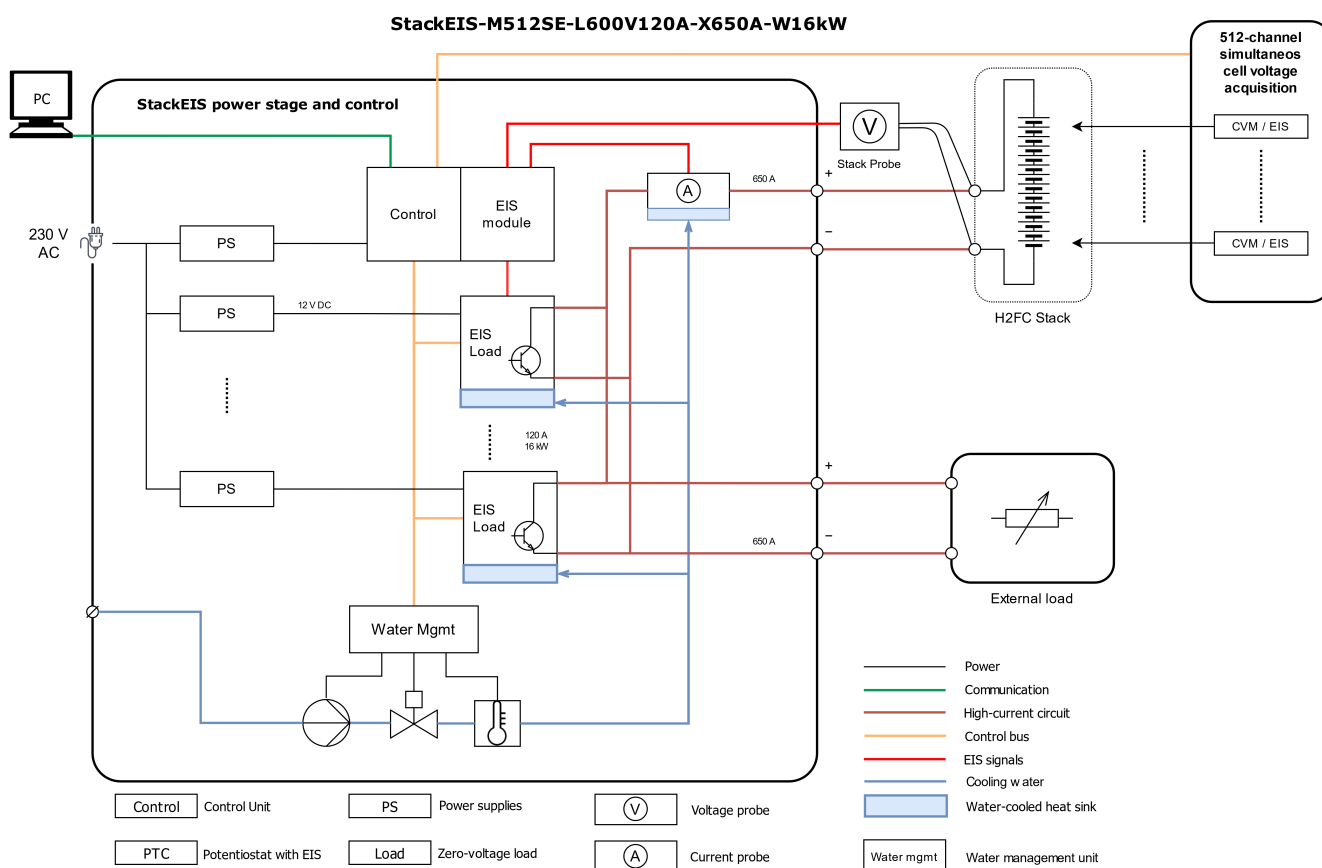 StackEIS-M512SE-L600V120A-X650A-W16kW
512-channel
simultaneos
cell voltage
acquisition
PC
StackEIS power stage and control
V
CVM / EIS
Stack Probe
+
650 A
A
Control
EIS
module
230 V
AC
PS
–
CVM / EIS
PS
12 V DC
EIS
Load
H2FC Stack
120 A
16 kW
+
PS
EIS
Load
650 A
–
External load
Water Mgmt
Power
Communication
High-current circuit
Control bus
EIS signals
Cooling water
Water-cooled heat sink
Control
Control Unit
PS
Power supplies
V
Voltage probe
PTC
Potentiostat with EIS
Load
Zero-voltage load
A
Current probe
Water mgmt
Water management unit